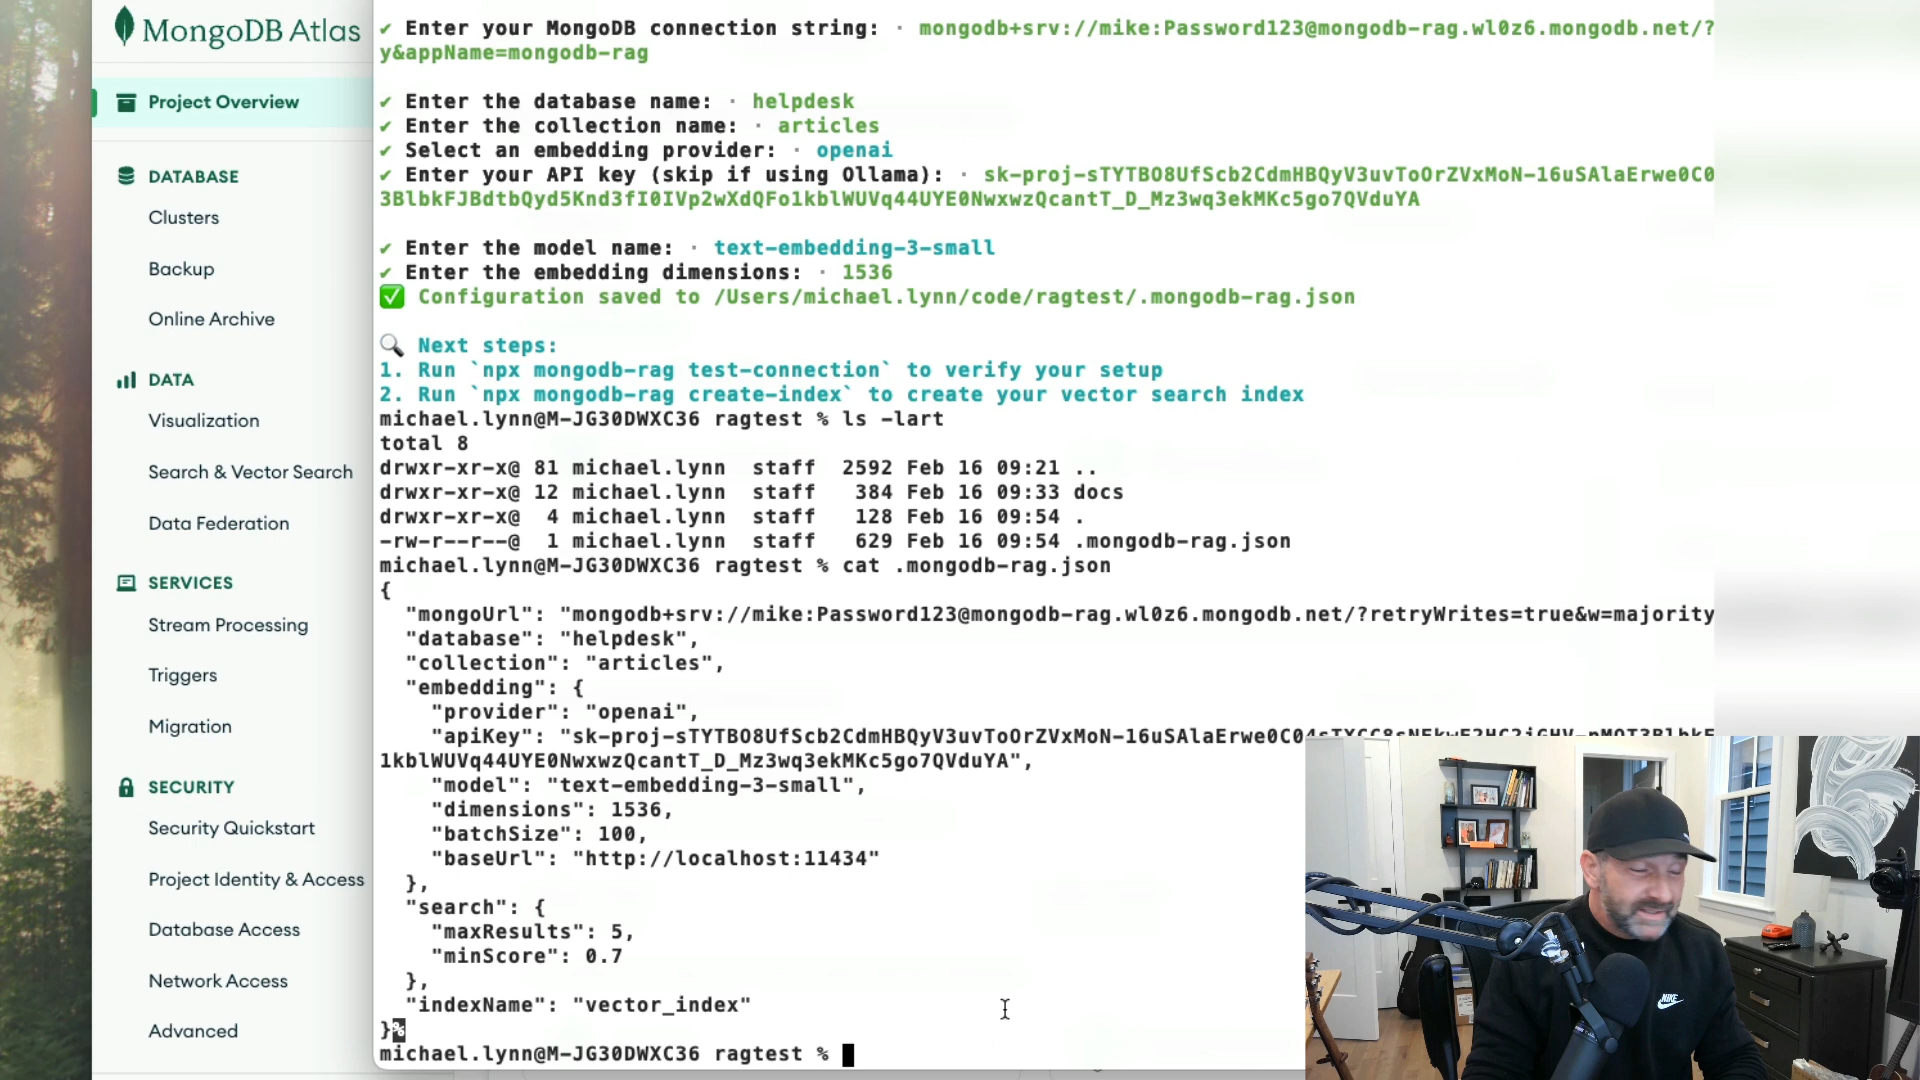 MongoDB Atlas
Project Overview
DATABASE
Clusters
Backup
Online Archive
DATA
Visualization
Search & Vector Search
Data Federation
SERVICES
Stream Processing
Triggers
Migration
SECURITY
Security Quickstart
Project Identity & Access
Database Access
Network Access
Advanced
✔ Enter your MongoDB connection string: · mongodb+srv://mike:Password123@mongodb-rag.wl0z6.mongodb.net/?
y&appName=mongodb-rag
✔ Enter the database name: · helpdesk
✔ Enter the collection name: · articles
✔ Select an embedding provider: · openai
✔ Enter your API key (skip if using Ollama): ·
✔ Enter the model name: · text-embedding-3-small
✔ Enter the embedding dimensions: · 1536
✅ Configuration saved to /Users/michael.lynn/code/ragtest/.mongodb-rag.json
🔍 Next steps:
1. Run `npx mongodb-rag test-connection` to verify your setup
2. Run `npx mongodb-rag create-index` to create your vector search index
michael.lynn@M-JG30DWXC36 ragtest % ls -lart
total 8
drwxr-xr-x@ 81 michael.lynn staff 2592 Feb 16 09:21 ..
drwxr-xr-x@ 12 michael.lynn staff 384 Feb 16 09:33 docs
drwxr-xr-x@ 4 michael.lynn staff 128 Feb 16 09:54 .
-rw-r--r--@ 1 michael.lynn staff 629 Feb 16 09:54 .mongodb-rag.json
michael.lynn@M-JG30DWXC36 ragtest % cat .mongodb-rag.json
{
"mongoUrl": "mongodb+srv://mike:Password123@mongodb-rag.wl0z6.mongodb.net/?retryWrites=true&w=majority
"database": "helpdesk",
"collection": "articles",
"embedding": {
"provider": "openai",
"apiKey":
"model": "text-embedding-3-small",
"dimensions": 1536,
"batchSize": 100,
"baseUrl": "http://localhost:11434"
},
"search": {
"maxResults": 5,
"minScore": 0.7
},
"indexName": "vector_index"
}%
michael.lynn@M-JG30DWXC36 ragtest %
NIKE